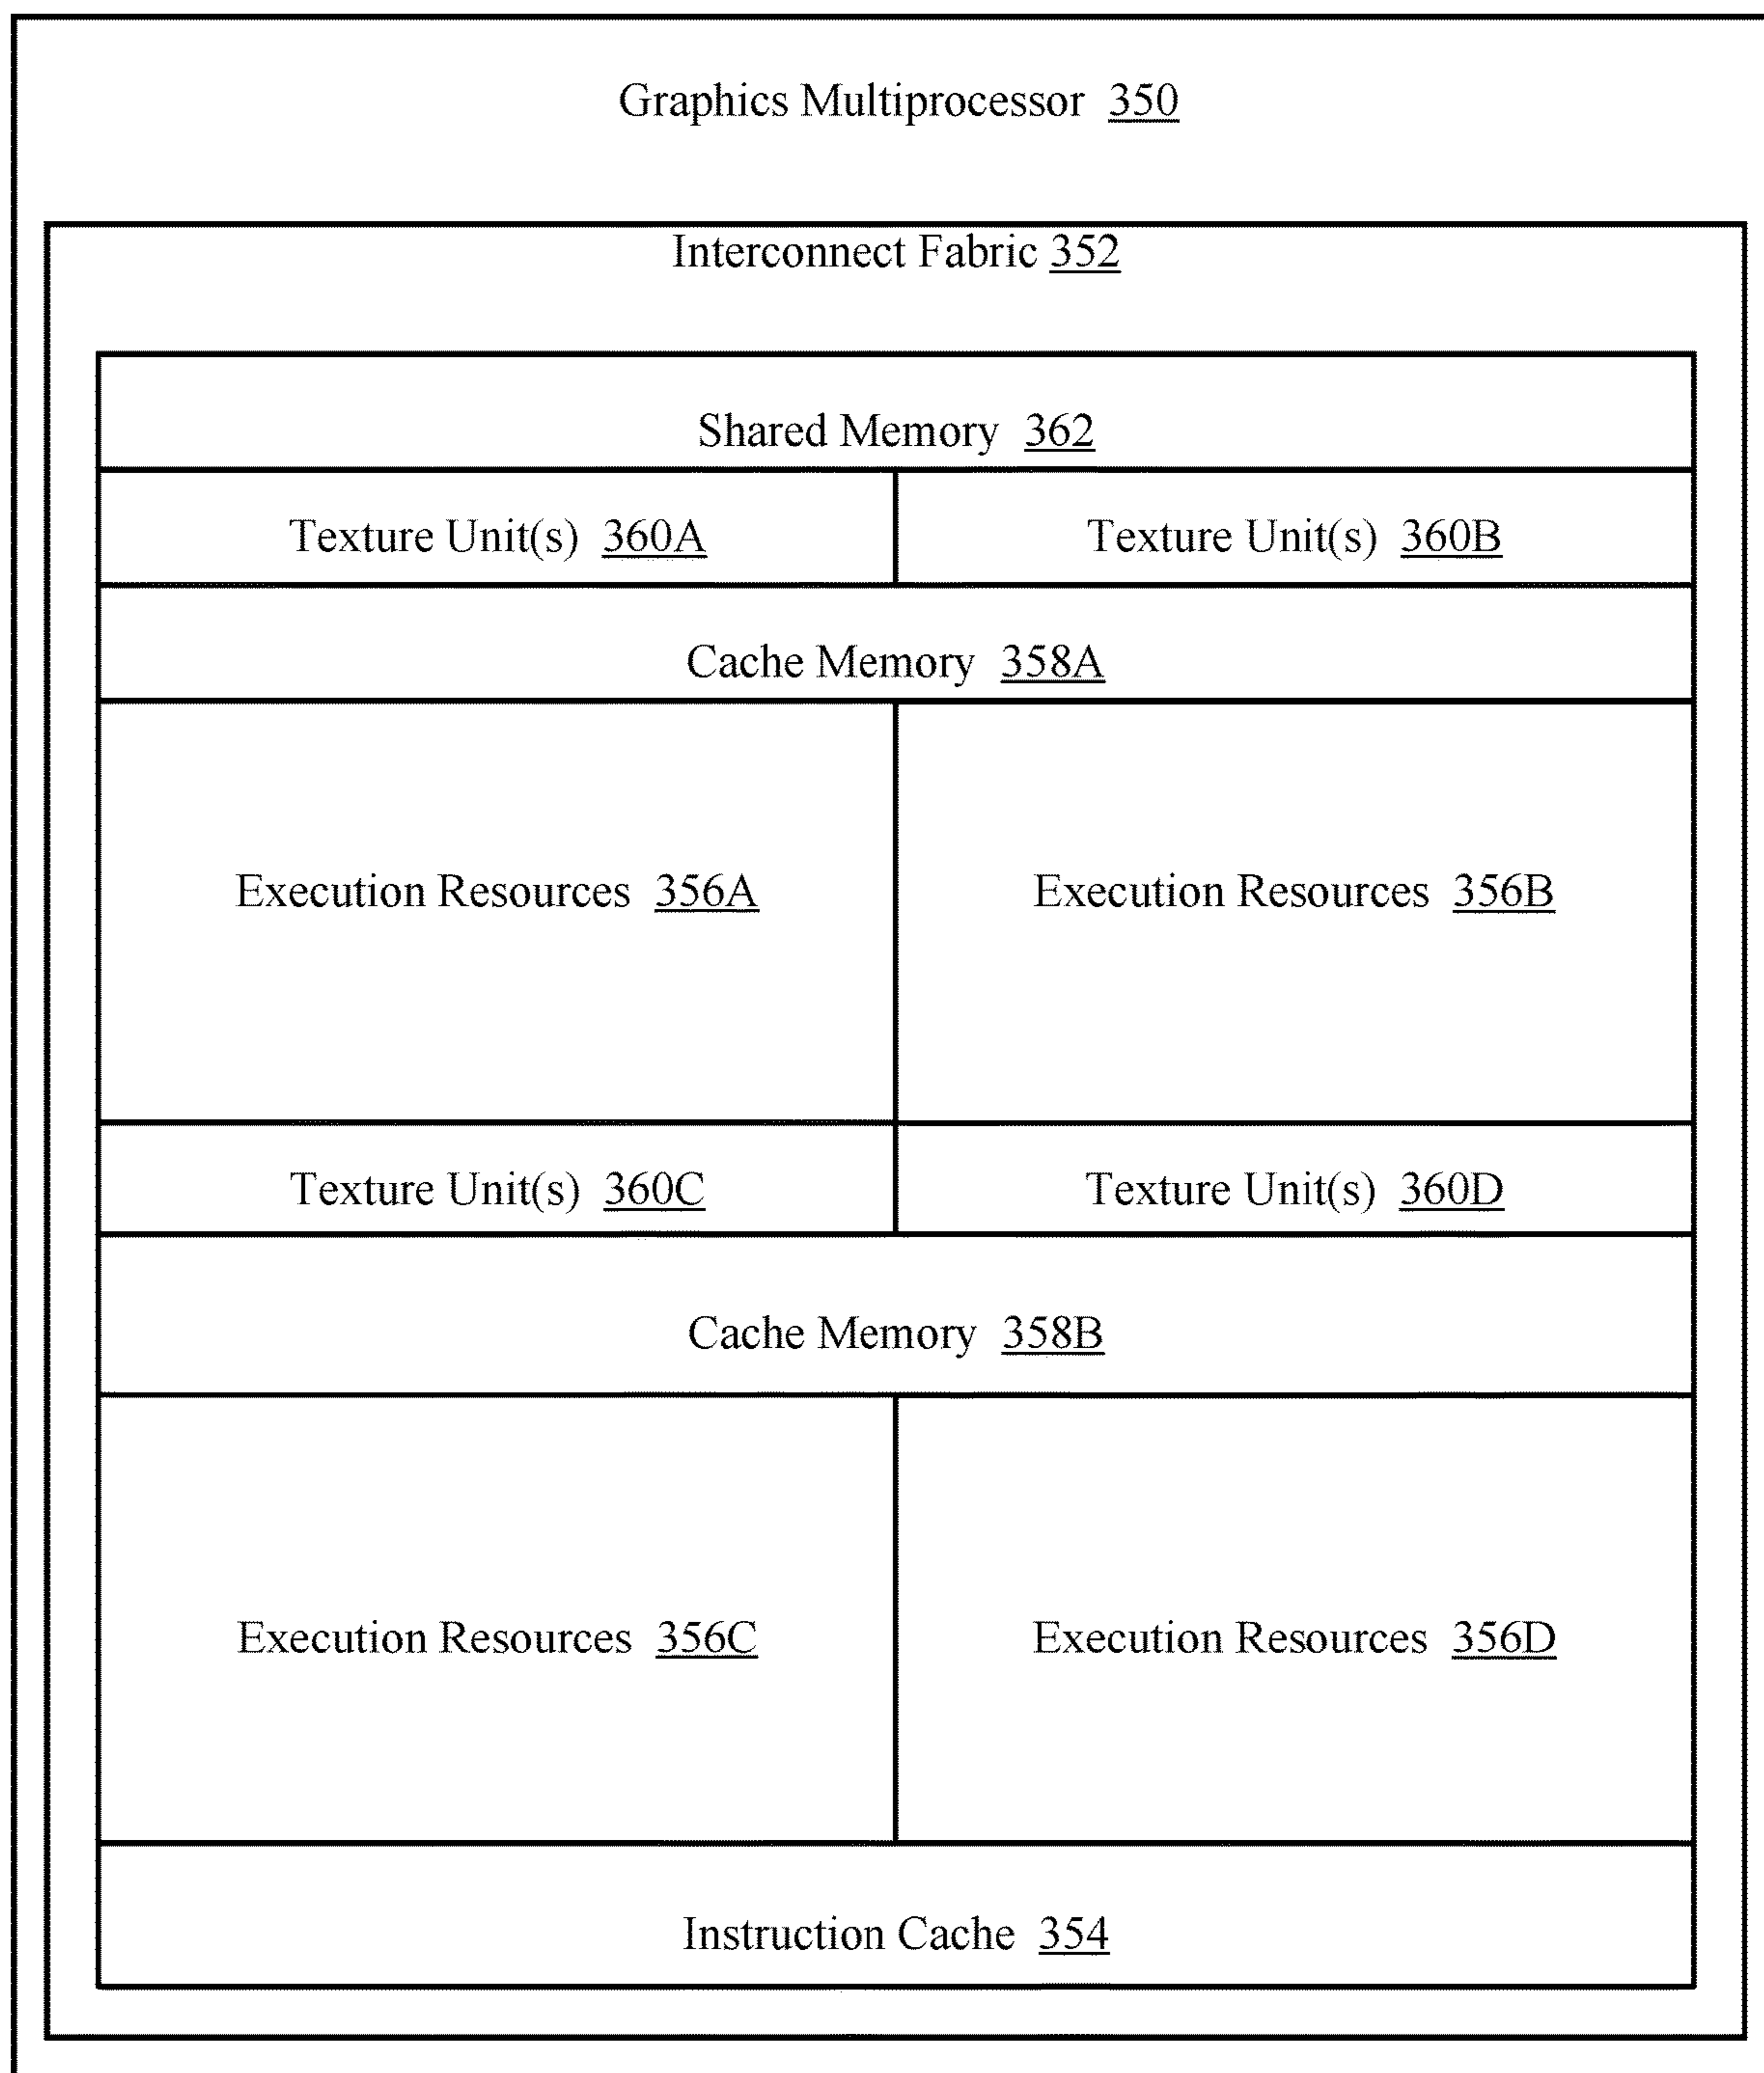 Graphics Multiprocessor 350
Interconnect Fabric 352
Shared Memory 362
Texture Unit(s) 360A
Texture Unit(s) 360B
Cache Memory 358A
Execution Resources 356A
Execution Resources 356B
Texture Unit(s) 360C
Texture Unit(s) 360D
Cache Memory 358B
Execution Resources 356C
Execution Resources 356D
Instruction Cache 354